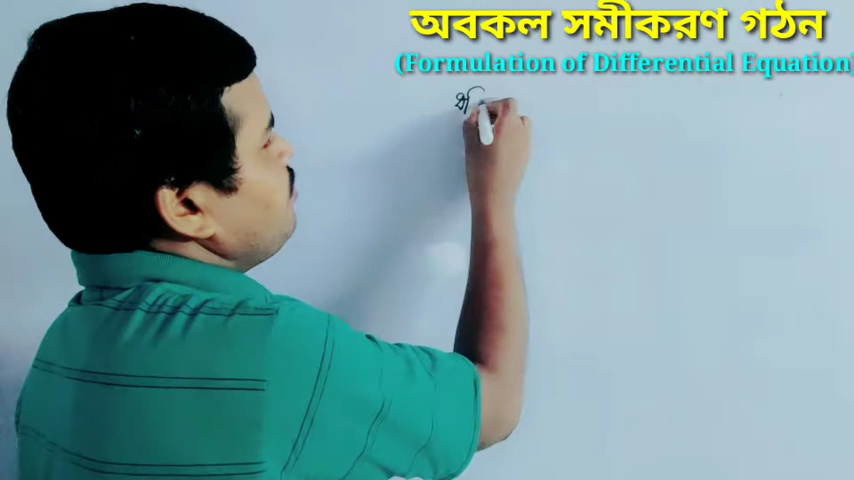 অবকল সমীকরণ গঠন
(Formulation of Differential Equation)